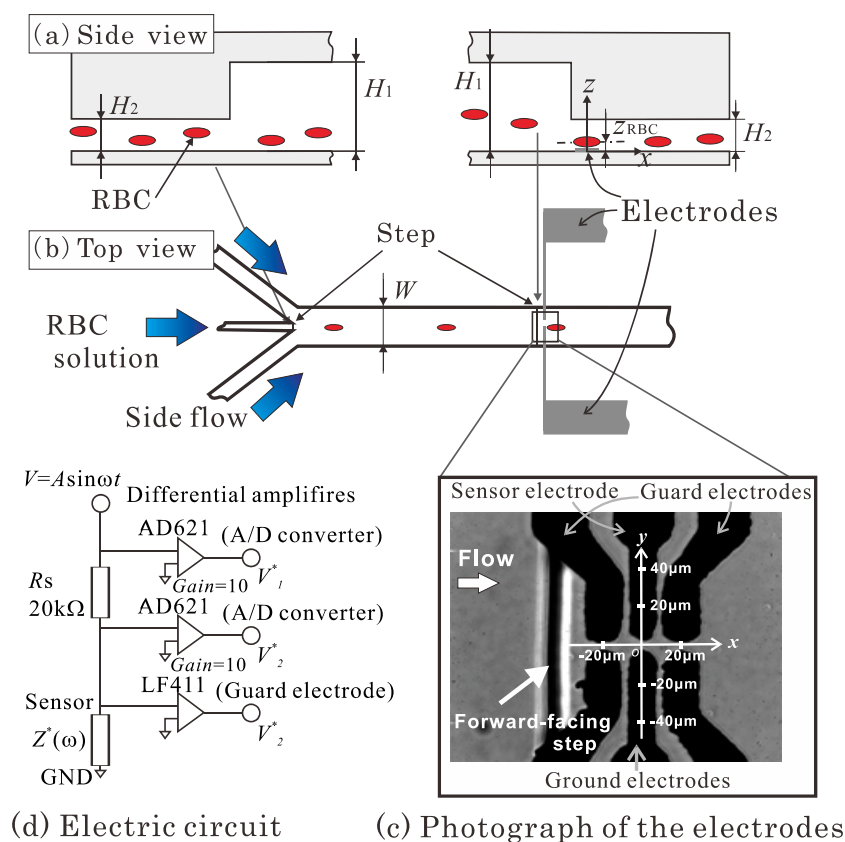 (a) Side view
H2
H1
RBC
H1
z
zRBC
H2
x
Electrodes
(b) Top view
Step
W
RBC
solution
Side flow
V=Asinωt
Differential amplifires
AD621
(A/D converter)
Gain=10
V*1
Rs
20kΩ
AD621
(A/D converter)
Gain=10
V*2
LF411
(Guard electrode)
V*2
Sensor
Z*(ω)
GND
(d) Electric circuit
Sensor electrode
Guard electrodes
Flow
y
40μm
20μm
x
-20μm
o
20μm
-20μm
-40μm
Forward-facing
step
Ground electrodes
(c) Photograph of the electrodes